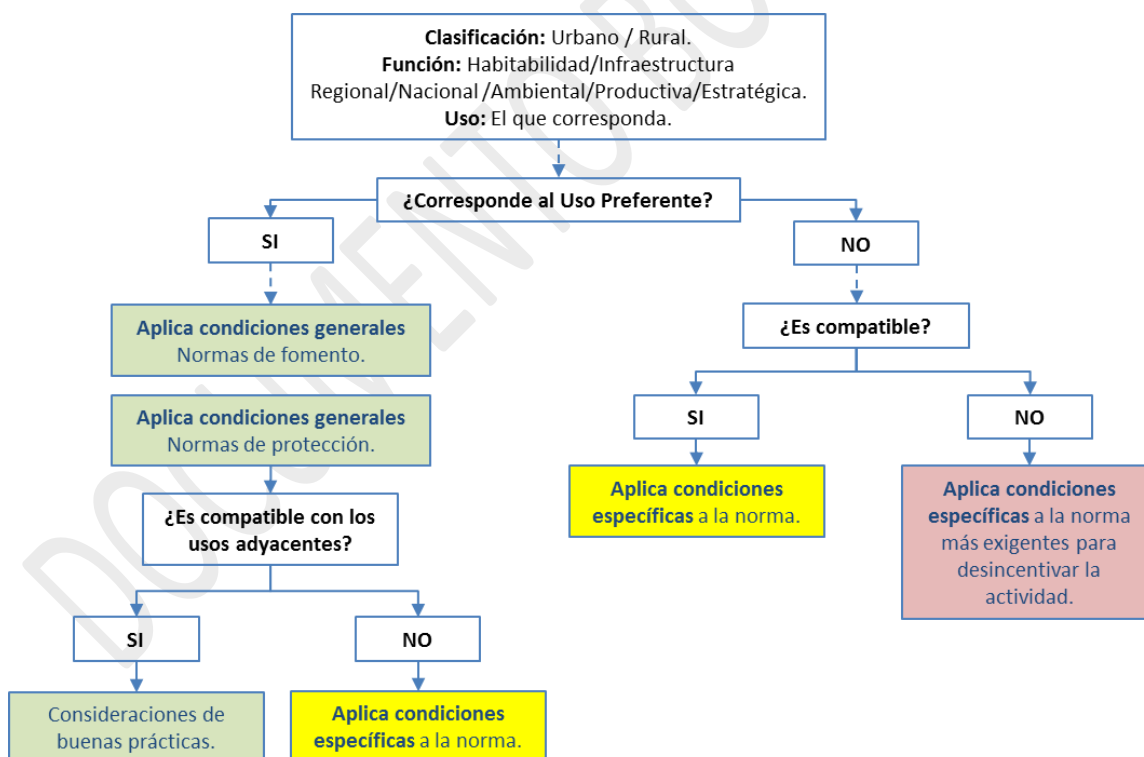 Clasificación: Urbano / Rural.
Función: Habitabilidad/Infraestructura
Regional/Nacional /Ambiental/Productiva/Estratégica.
Uso: El que corresponda.
¿Corresponde al Uso Preferente?
SI
NO
Aplica condiciones generales
Normas de fomento.
¿Es compatible?
Aplica condiciones generales
Normas de protección.
SI
NO
¿Es compatible con los
usos adyacentes?
Aplica condiciones
específicas a la norma.
Aplica condiciones
específicas a la norma
más exigentes para
desincentivar la
actividad.
SI
NO
Consideraciones de
buenas prácticas.
Aplica condiciones
específicas a la norma.
DOCUMENTO BO